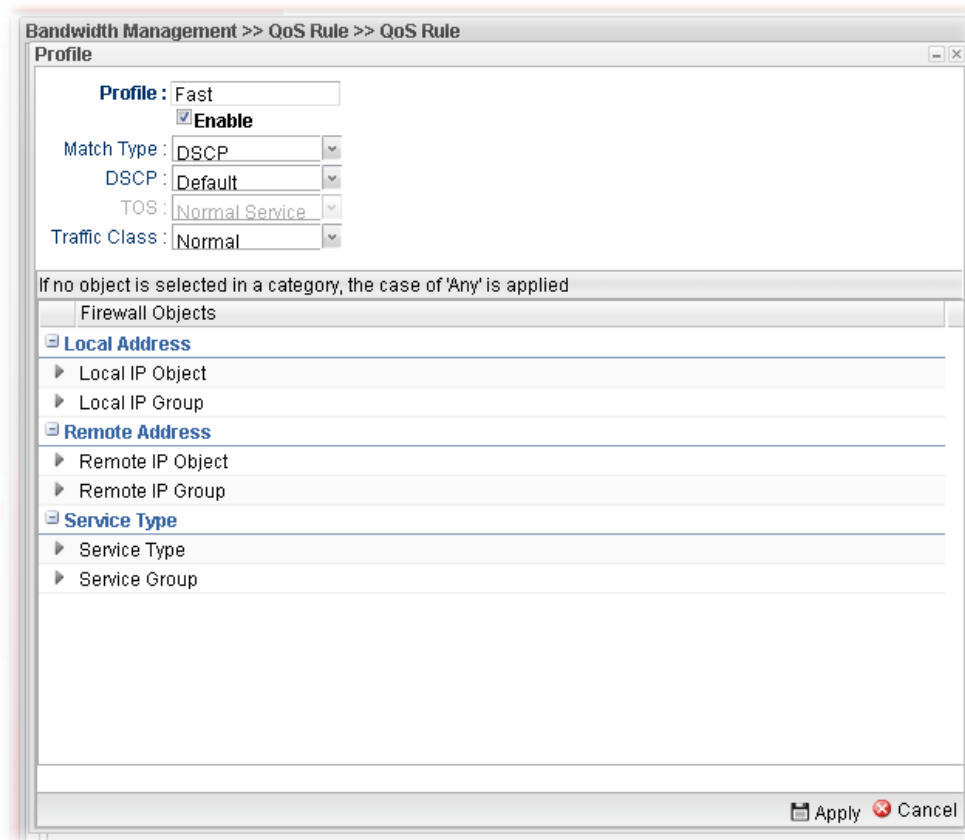 Bandwidth Management >> QoS Rule >> QoS Rule
Profile
Profile : Fast
Enable
Match Type : DSCP
DSCP : Default
TOS : Normal Service
Traffic Class : Normal
If no object is selected in a category, the case of 'Any' is applied
Firewall Objects
Local Address
Local IP Object
Local IP Group
Remote Address
Remote IP Object
Remote IP Group
Service Type
Service Type
Service Group
Apply Cancel